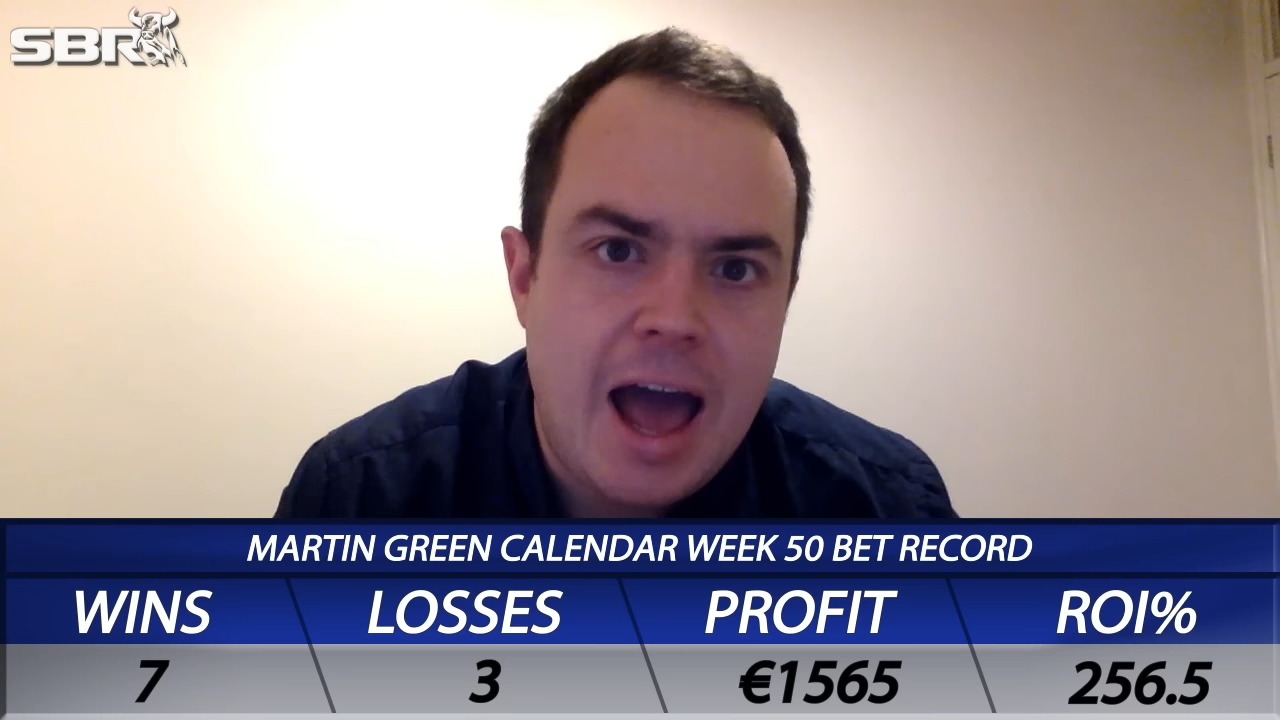 SBR
MARTIN GREEN CALENDAR WEEK 50 BET RECORD
WINS LOSSES PROFIT ROI%
7 3 €1565 256.5